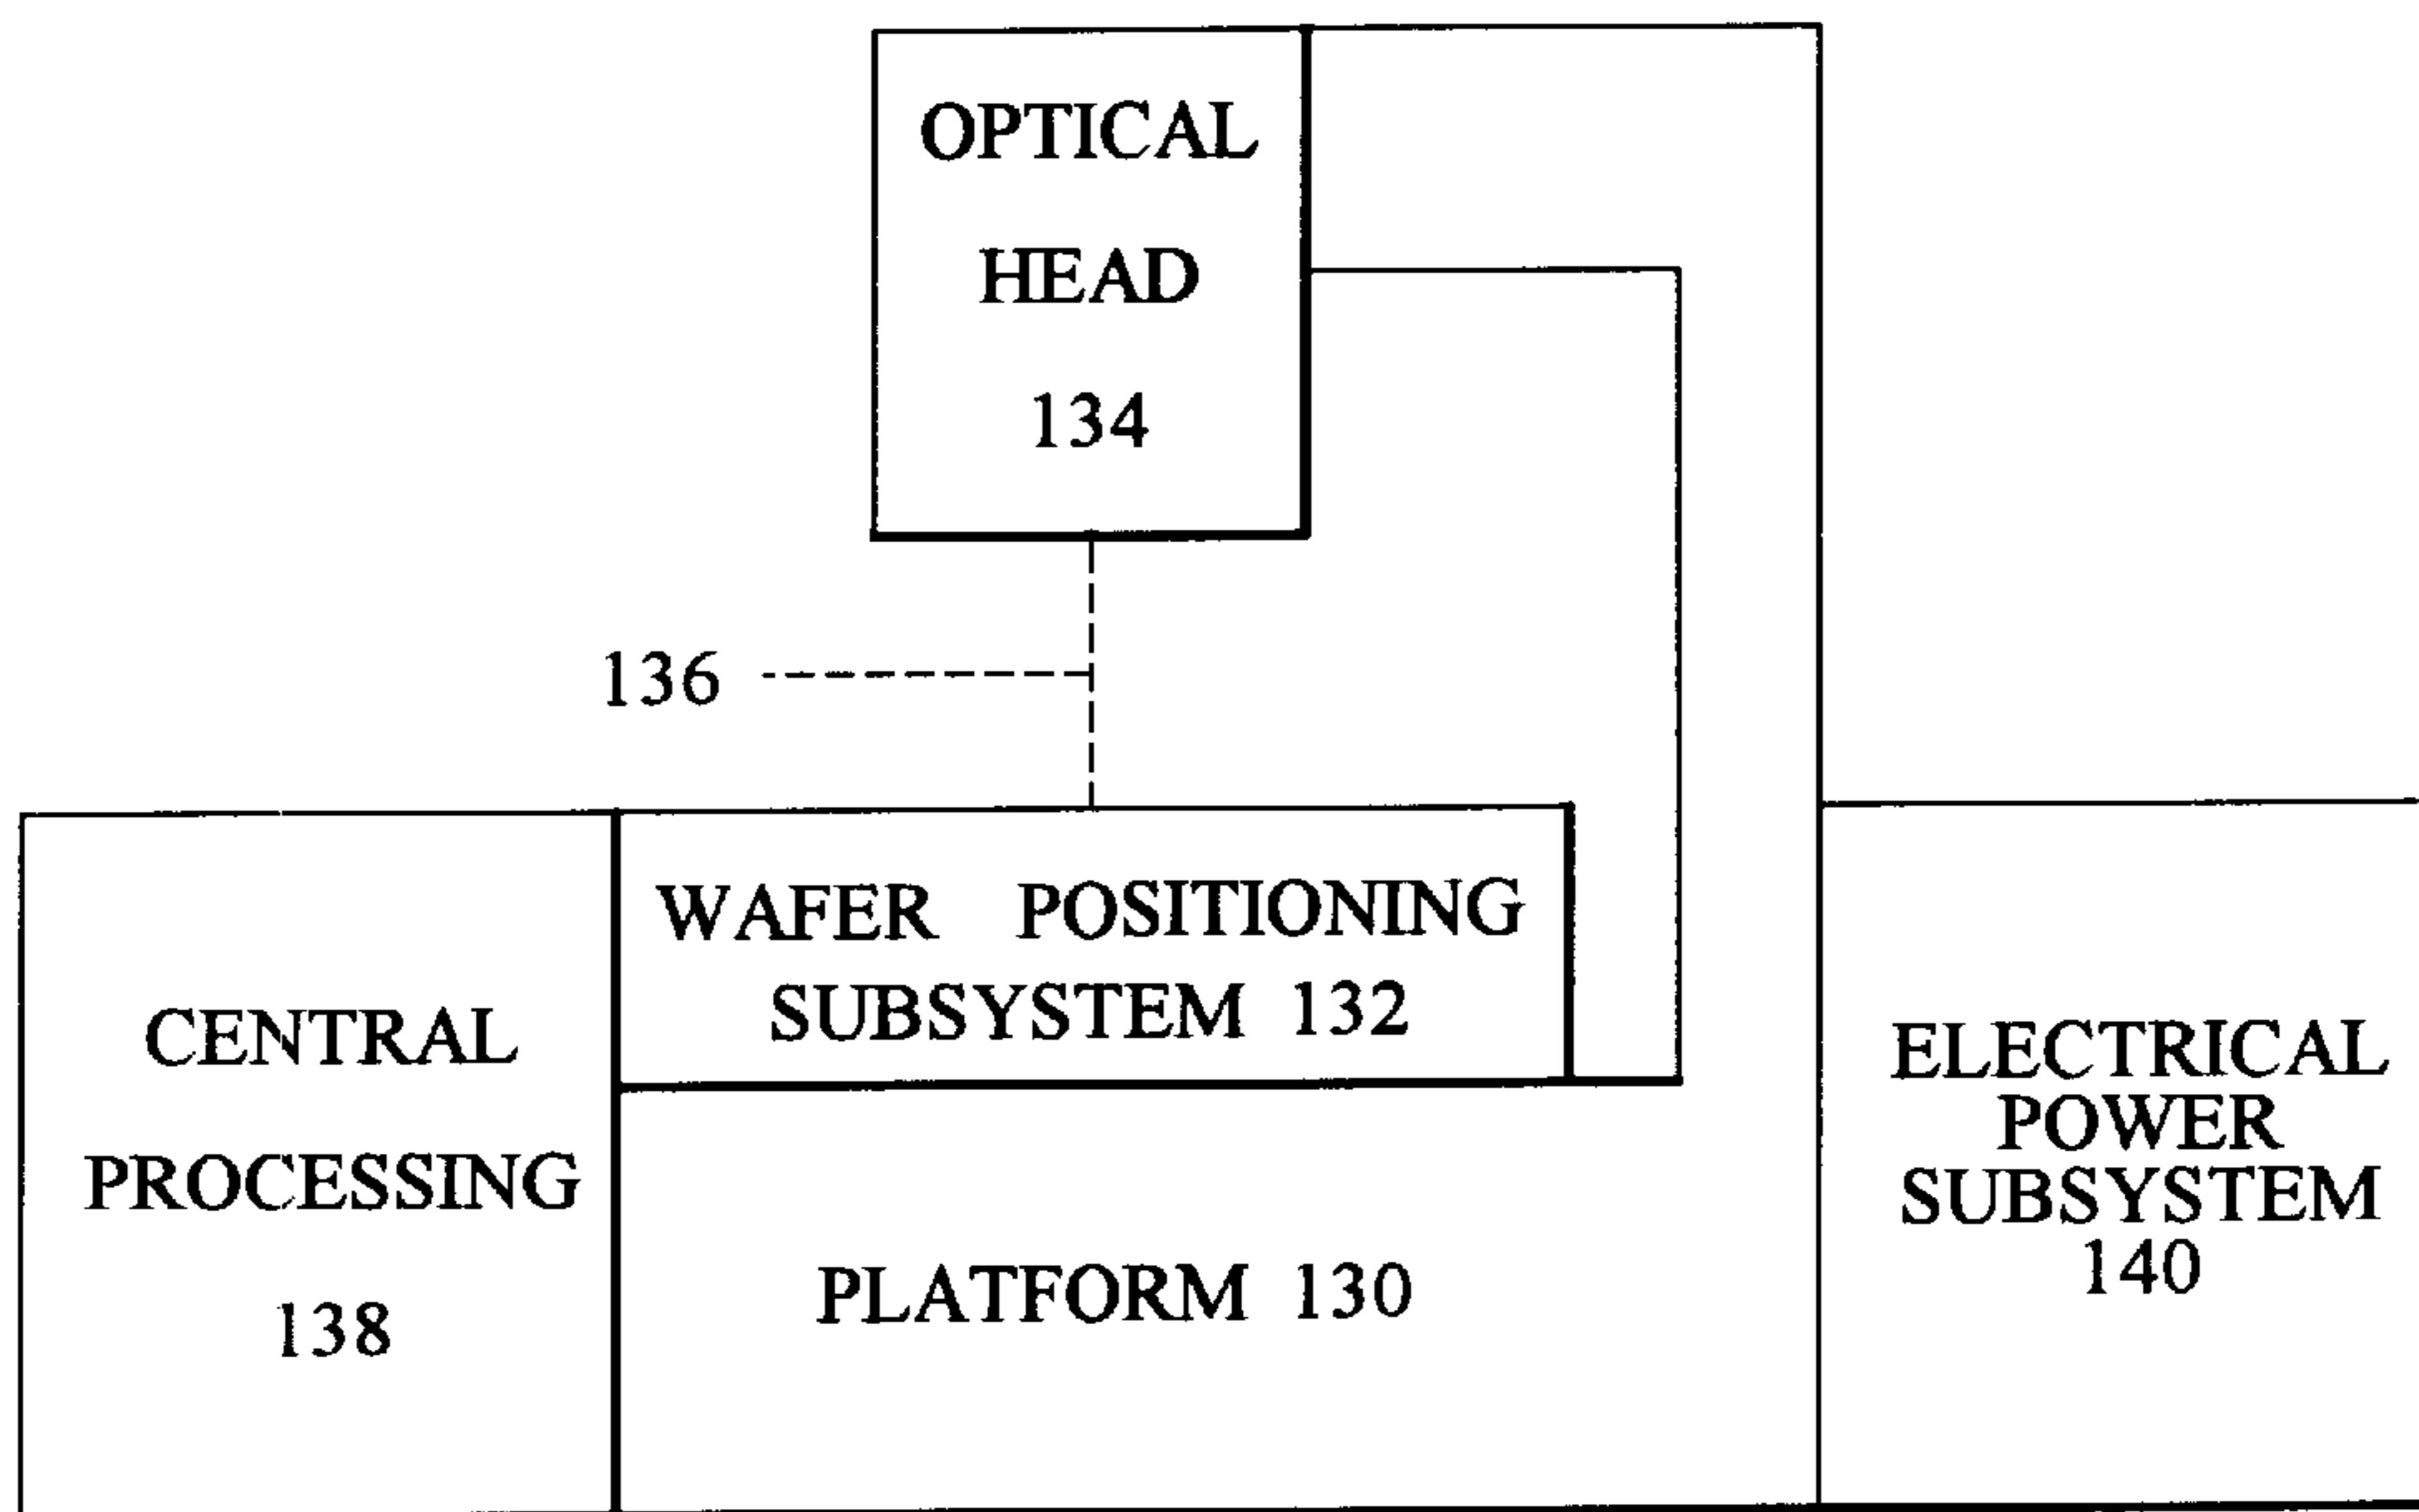 OPTICAL
HEAD
134
136
WAFER POSITIONING
SUBSYSTEM 132
CENTRAL
PROCESSING
138
PLATFORM 130
ELECTRICAL
POWER
SUBSYSTEM
140